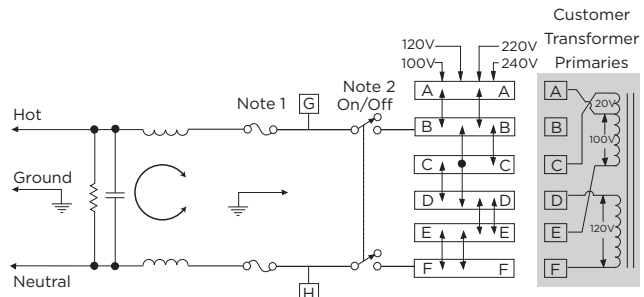 Customer
Transformer
Primaries
120V 220V
100V 240V
Note 1
Note 2
On/Off
G
Hot
Ground
Neutral
H
A A
B B
C C
D D
E E
F F
A
B
C
D
E
F
20V
100V
120V